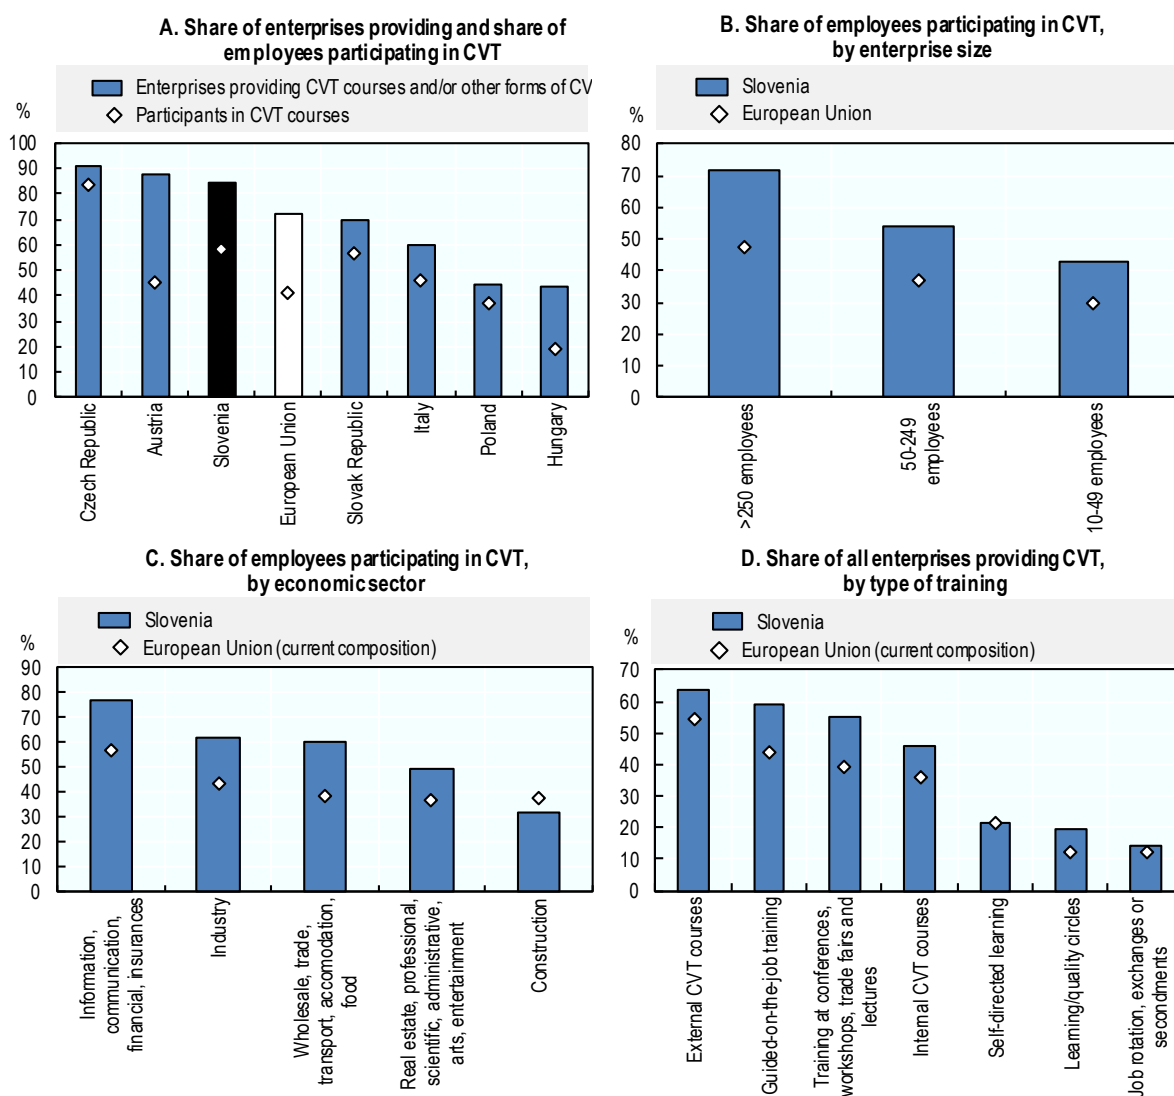 A. Share of enterprises providing and share of
employees participating in CVT
Enterprises providing CVT courses and/or other forms of CV
Participants in CVT courses
%
100
90
80
70
60
50
40
30
20
10
0
Czech Republic
Austria
Slovenia
European Union
Slovak Republic
Italy
Poland
Hungary
B. Share of employees participating in CVT,
by enterprise size
Slovenia
European Union
%
80
70
60
50
40
30
20
10
0
>250 employees
50-249
employees
10-49 employees
C. Share of employees participating in CVT,
by economic sector
Slovenia
European Union (current composition)
%
90
80
70
60
50
40
30
20
10
0
Information,
communication,
financial, insurances
Industry
Wholesale, trade,
transport, accomodation,
food
Real estate, professional,
scientific, administrative,
arts, entertainment
Construction
D. Share of all enterprises providing CVT,
by type of training
Slovenia
European Union (current composition)
%
70
60
50
40
30
20
10
0
External CVT courses
Guided-on-the-job training
Training at conferences,
workshops, trade fairs and
lectures
Internal CVT courses
Self-directed learning
Learning/quality circles
Job rotation, exchanges or
secondments